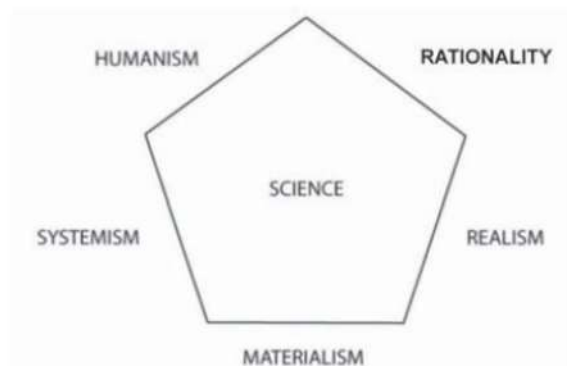 HUMANISM
RATIONALITY
SCIENCE
SYSTEMISM
REALISM
MATERIALISM